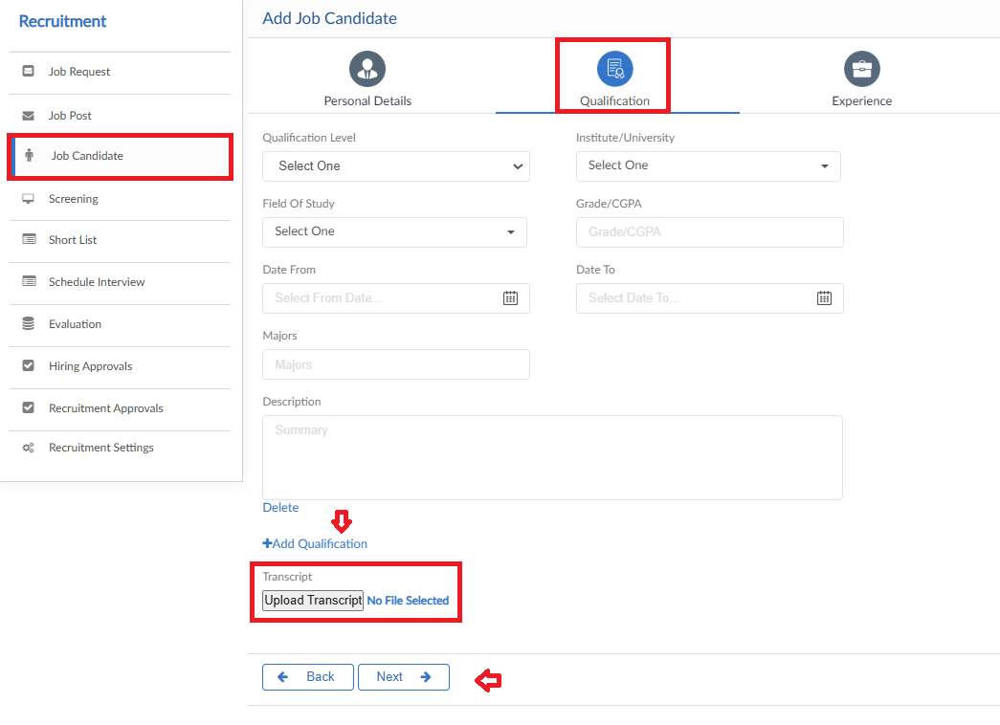 Recruitment
Job Request
Job Post
Job Candidate
Screening
Short List
Schedule Interview
Evaluation
Hiring Approvals
Recruitment Approvals
Recruitment Settings
Add Job Candidate
Personal Details
Qualification
Experience
Qualification Level
Institute/University
Select One
Select One
Field Of Study
Grade/CGPA
Select One
Grade/CGPA
Date From
Date To
Select From Date...
Select Date To...
Majors
Majors
Description
Summary
Delete
+Add Qualification
Transcript
Upload Transcript No File Selected
Back
Next